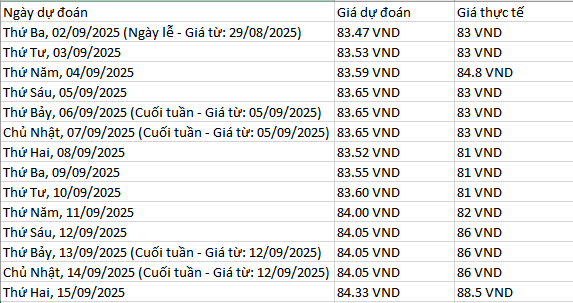 Ngày dự đoán Giá dự đoán Giá thực tế
Thứ Ba, 02/09/2025 (Ngày lễ - Giá từ: 29/08/2025) 83.47 VND 83 VND
Thứ Tư, 03/09/2025 83.53 VND 83 VND
Thứ Năm, 04/09/2025 83.59 VND 84.8 VND
Thứ Sáu, 05/09/2025 83.65 VND 83 VND
Thứ Bảy, 06/09/2025 (Cuối tuần - Giá từ: 05/09/2025) 83.65 VND 83 VND
Chủ Nhật, 07/09/2025 (Cuối tuần - Giá từ: 05/09/2025) 83.65 VND 83 VND
Thứ Hai, 08/09/2025 83.52 VND 81 VND
Thứ Ba, 09/09/2025 83.55 VND 81 VND
Thứ Tư, 10/09/2025 83.60 VND 81 VND
Thứ Năm, 11/09/2025 84.00 VND 82 VND
Thứ Sáu, 12/09/2025 84.05 VND 86 VND
Thứ Bảy, 13/09/2025 (Cuối tuần - Giá từ: 12/09/2025) 84.05 VND 86 VND
Chủ Nhật, 14/09/2025 (Cuối tuần - Giá từ: 12/09/2025) 84.05 VND 86 VND
Thứ Hai, 15/09/2025 84.33 VND 88.5 VND